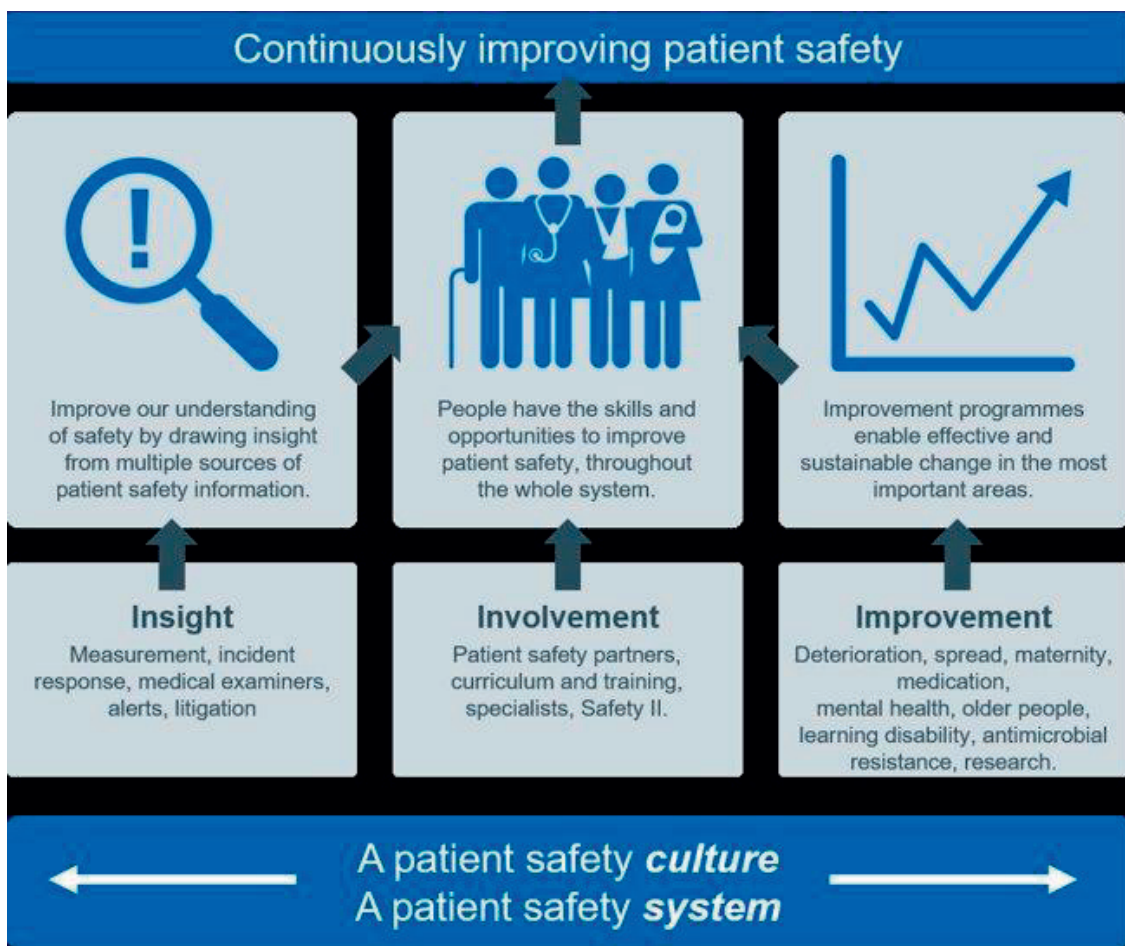 Continuously improving patient safety
!
Improve our understanding
of safety by drawing insight
from multiple sources of
patient safety information.
People have the skills and
opportunities to improve
patient safety, throughout
the whole system.
Improvement programmes
enable effective and
sustainable change in the most
important areas.
Insight
Measurement, incident
response, medical examiners,
alerts, litigation
Involvement
Patient safety partners,
curriculum and training,
specialists, Safety II.
Improvement
Deterioration, spread, maternity,
medication,
mental health, older people,
learning disability, antimicrobial
resistance, research.
A patient safety culture
A patient safety system